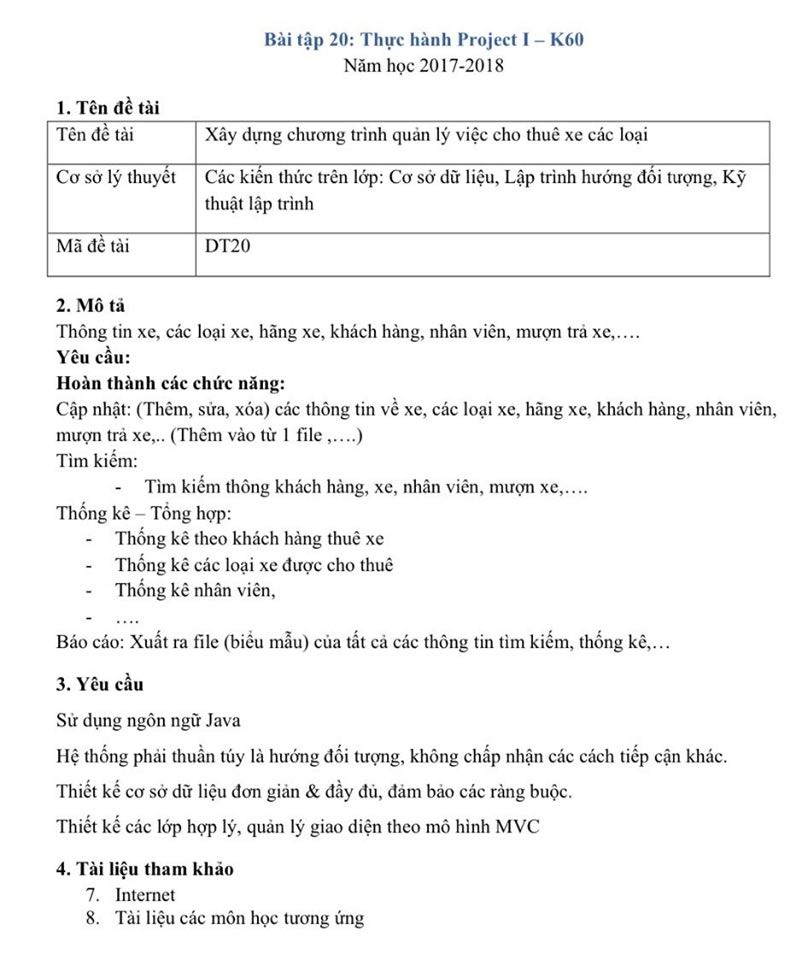 Bài tập 20: Thực hành Project I – K60
Năm học 2017-2018
1. Tên đề tài
Tên đề tài Xây dựng chương trình quản lý việc cho thuê xe các loại
Cơ sở lý thuyết Các kiến thức trên lớp: Cơ sở dữ liệu, Lập trình hướng đối tượng, Kỹ
thuật lập trình
Mã đề tài DT20
2. Mô tả
Thông tin xe, các loại xe, hãng xe, khách hàng, nhân viên, mượn trả xe,….
Yêu cầu:
Hoàn thành các chức năng:
Cập nhật: (Thêm, sửa, xóa) các thông tin về xe, các loại xe, hãng xe, khách hàng, nhân viên,
mượn trả xe,.. (Thêm vào từ 1 file ,….)
Tìm kiếm:
- Tìm kiếm thông khách hàng, xe, nhân viên, mượn xe,….
Thống kê – Tổng hợp:
- Thống kê theo khách hàng thuê xe
- Thống kê các loại xe được cho thuê
- Thống kê nhân viên,
- ….
Báo cáo: Xuất ra file (biểu mẫu) của tất cả các thông tin tìm kiếm, thống kê,…
3. Yêu cầu
Sử dụng ngôn ngữ Java
Hệ thống phải thuần túy là hướng đối tượng, không chấp nhận các cách tiếp cận khác.
Thiết kế cơ sở dữ liệu đơn giản & đầy đủ, đảm bảo các ràng buộc.
Thiết kế các lớp hợp lý, quản lý giao diện theo mô hình MVC
4. Tài liệu tham khảo
7. Internet
8. Tài liệu các môn học tương ứng